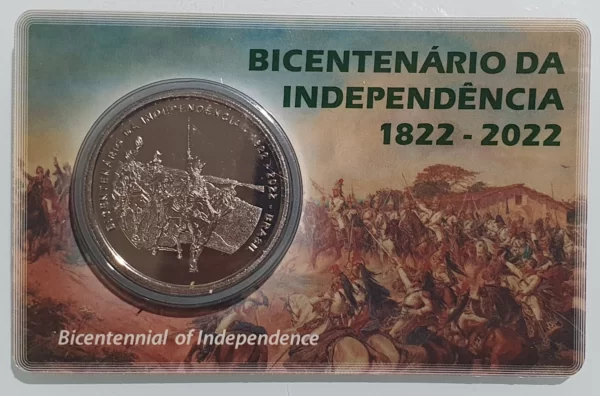 BICENTENÁRIO DA
INDEPENDÊNCIA
1822 - 2022
BICENTENÁRIO DA INDEPENDÊNCIA • 1822 • 2022 • BRASIL
Bicentennial of Independence